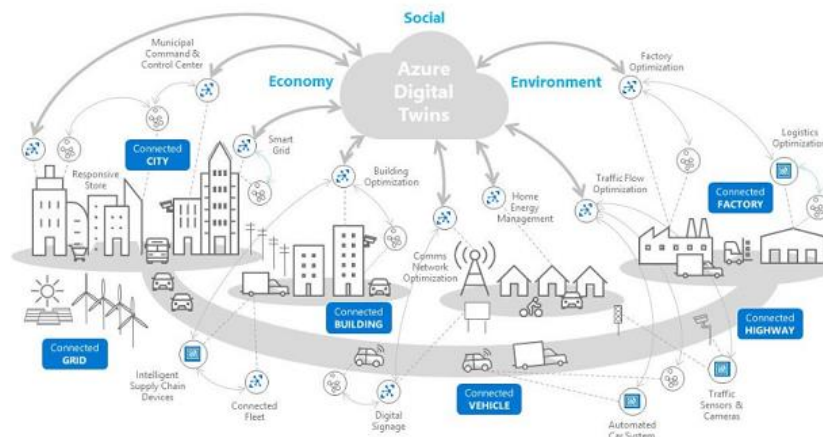 Social
Municipal
Command &
Control Center
Economy
Azure
Digital
Twins
Environment
Factory
Optimization
Connected
CITY
Smart
Grid
Logistics
Optimization
Responsive
Store
Building
Optimization
Home
Energy
Management
Traffic Flow
Optimization
Connected
FACTORY
Comms
Network
Optimization
Connected
BUILDING
Connected
HIGHWAY
Connected
GRID
Intelligent
Supply Chain
Devices
Connected
Fleet
Digital
Signage
Connected
VEHICLE
Automated
Car System
Traffic
Sensors
& Cameras